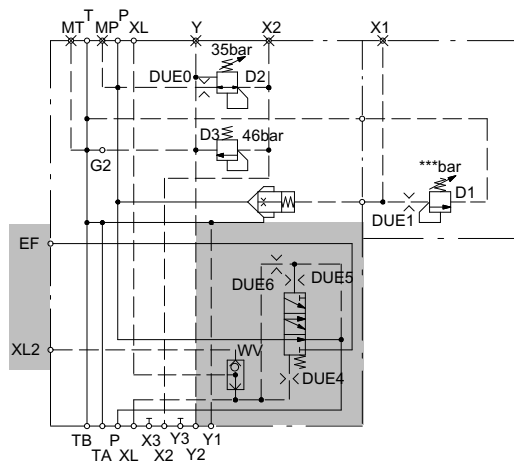 MT T MP P XL Y X2 X1
35bar
DUE0 D2
D3 46bar
G2
***bar
D1
DUE1
EF
DUE6 DUE5
XL2
WV
DUE4
TB TA P XL X3 X2 Y3 Y2 Y1